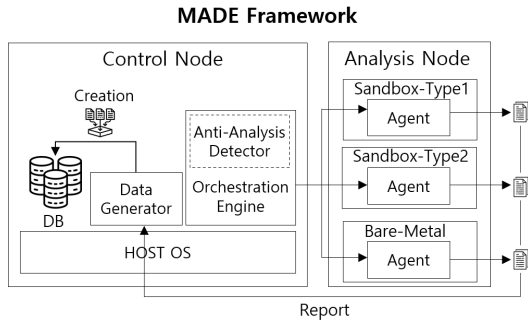 MADE Framework
Control Node
Analysis Node
Creation
DB
Data
Generator
Anti-Analysis
Detector
Orchestration
Engine
HOST OS
Sandbox-Type1
Agent
Sandbox-Type2
Agent
Bare-Metal
Agent
Report